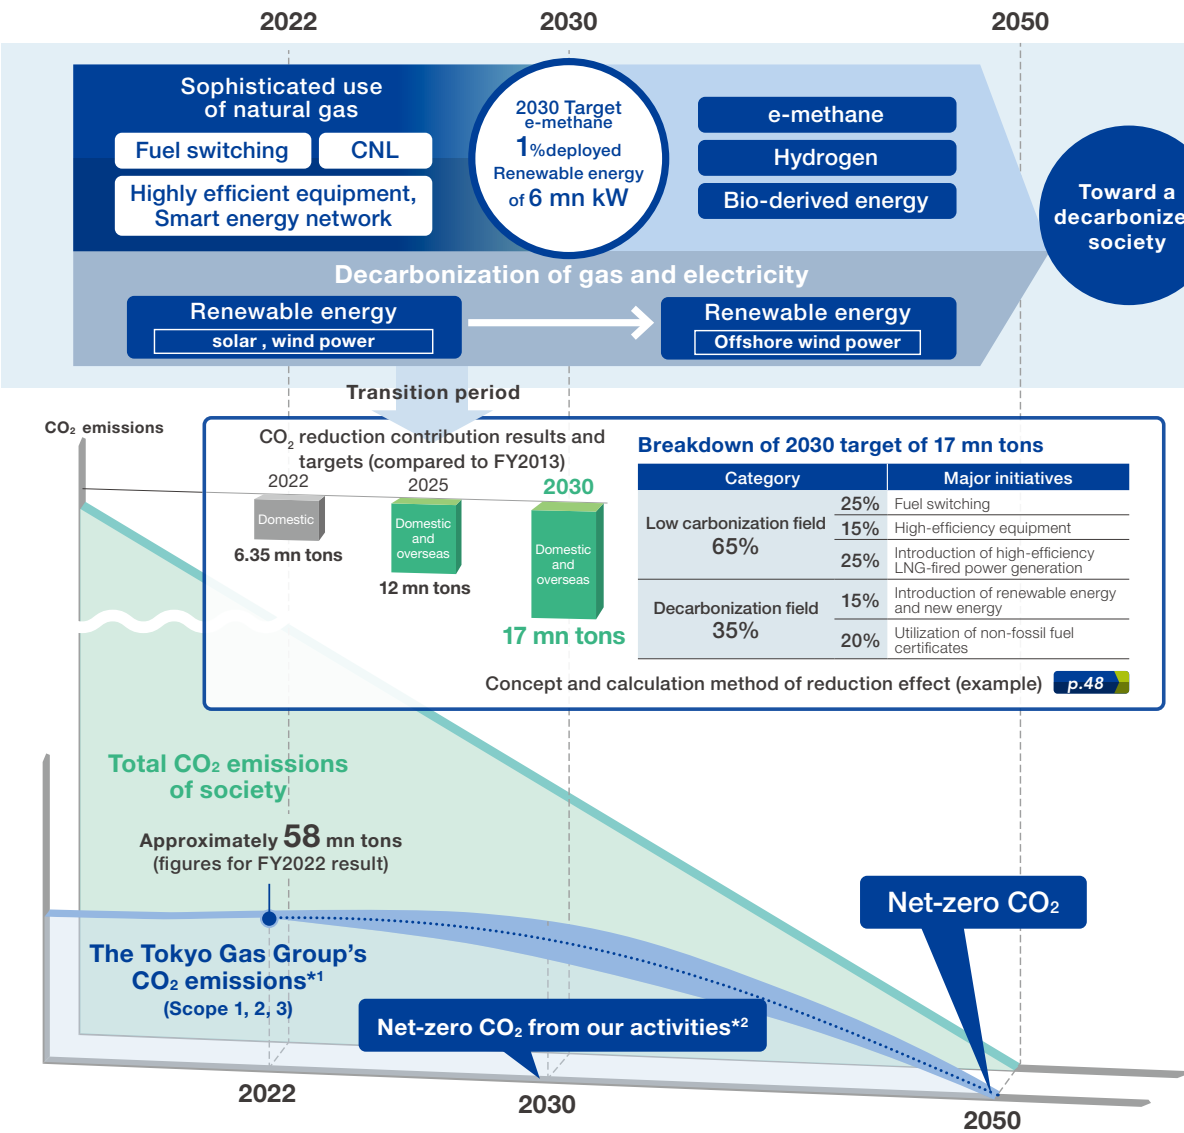 2022 2030 2050
Sophisticated use
of natural gas
Fuel switching CNL
Highly efficient equipment,
Smart energy network
2030 Target
e-methane
1%deployed
Renewable energy
of 6 mn kW
e-methane
Hydrogen
Bio-derived energy
Toward a
decarbonize
society
Decarbonization of gas and electricity
Renewable energy
solar , wind power
Renewable energy
Offshore wind power
Transition period
CO₂ emissions
CO₂ reduction contribution results and
targets (compared to FY2013)
2022 2025 2030
Domestic
6.35 mn tons
Domestic
and
overseas
12 mn tons
Domestic
and
overseas
17 mn tons
Breakdown of 2030 target of 17 mn tons
Category Major initiatives
Low carbonization field
65%
25% Fuel switching
15% High-efficiency equipment
25% Introduction of high-efficiency
LNG-fired power generation
Decarbonization field
35%
15% Introduction of renewable energy
and new energy
20% Utilization of non-fossil fuel
certificates
Concept and calculation method of reduction effect (example) p.48
Total CO₂ emissions
of society
Approximately 58 mn tons
(figures for FY2022 result)
The Tokyo Gas Group's
CO₂ emissions*1
(Scope 1, 2, 3)
Net-zero CO₂
Net-zero CO₂ from our activities*2
2022
2030
2050